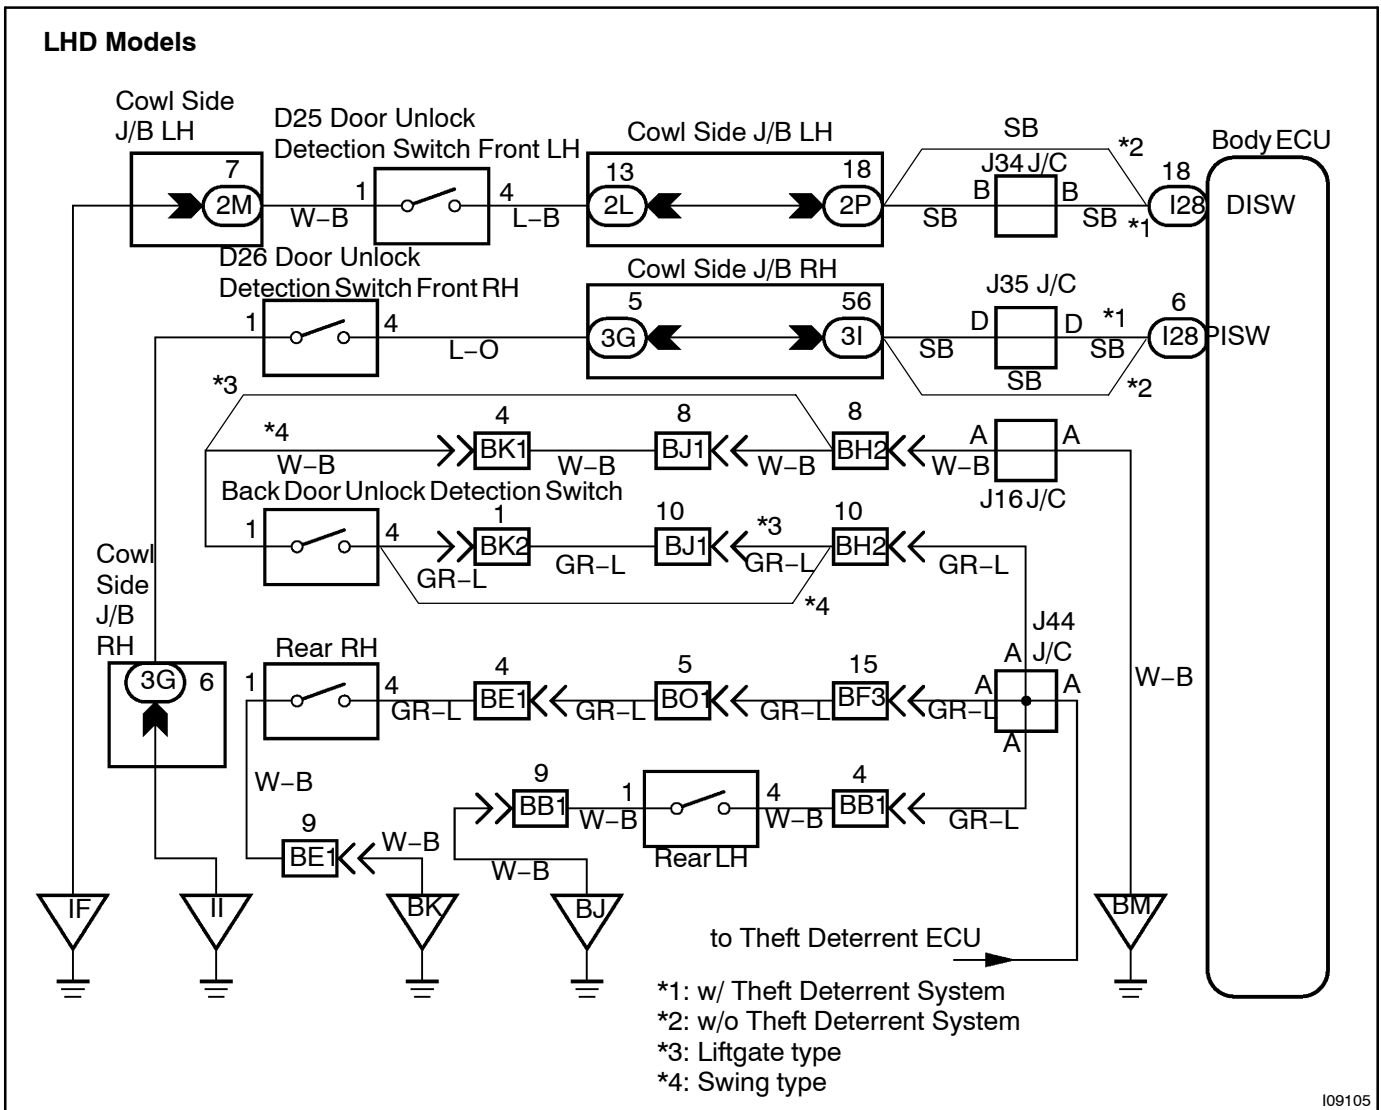 LHD Models
Cowl Side
J/B LH
7
2M
W-B
D25 Door Unlock
Detection Switch Front LH
1
4
L-B
Cowl Side J/B LH
13
2L
18
2P
SB
*2
J34 J/C
B
B
SB
SB
*1
18
I28
Body ECU
DISW
D26 Door Unlock
Detection Switch Front RH
1
4
L-O
Cowl Side J/B RH
5
3G
56
3I
J35 J/C
D
D
*1
SB
SB
SB
*2
6
I28
PISW
*3
*4
W-B
4
BK1
W-B
8
BJ1
W-B
8
BH2
W-B
A
A
J16 J/C
Back Door Unlock Detection Switch
1
4
GR-L
1
BK2
GR-L
10
BJ1
*3
GR-L
10
BH2
GR-L
*4
Cowl
Side
J/B
RH
3G
6
Rear RH
1
4
GR-L
4
BE1
GR-L
5
BO1
GR-L
15
BF3
GR-L
J44
J/C
A
A
A
A
W-B
W-B
9
BE1
W-B
9
BB1
W-B
1
4
Rear LH
W-B
4
BB1
GR-L
W-B
IF
II
BK
BJ
BM
to Theft Deterrent ECU
*1: w/ Theft Deterrent System
*2: w/o Theft Deterrent System
*3: Liftgate type
*4: Swing type
I09105